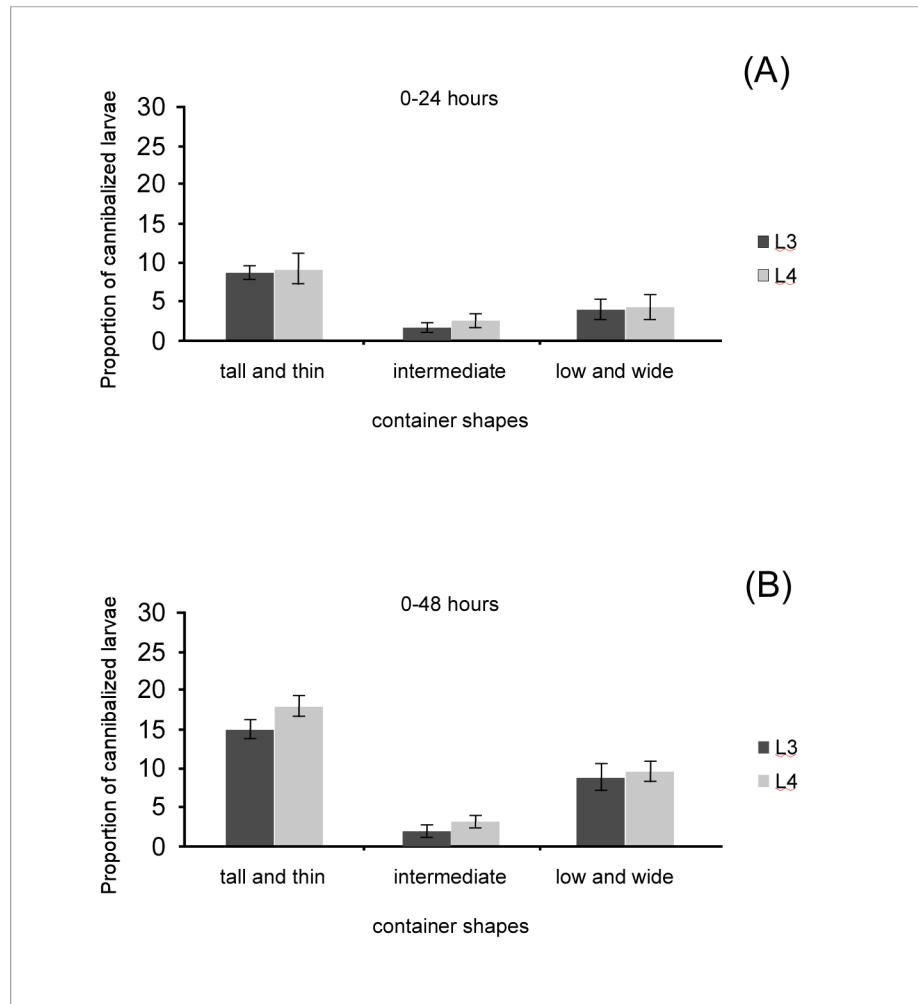 (A)
0-24 hours
Proportion of cannibalized larvae
30
25
20
15
10
5
0
tall and thin intermediate low and wide
container shapes
L3
L4
(B)
0-48 hours
Proportion of cannibalized larvae
30
25
20
15
10
5
0
tall and thin intermediate low and wide
container shapes
L3
L4